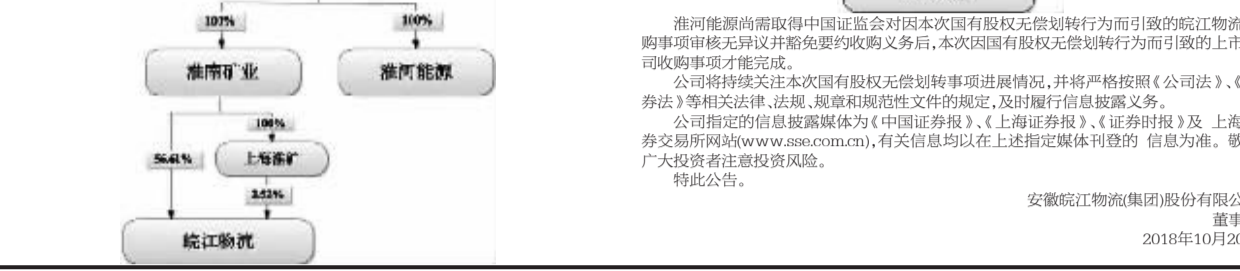 100%
淮南矿业
淮河能源
100%
56.61%
上海淮矿
皖江物流
淮河能源尚需取得中国证监会对因本次国有股权无偿划转行为而引致的皖江物流
购事项审核无异议并豁免要约收购义务后,本次因国有股权无偿划转行为而引致的上市
司收购事项才能完成。
公司将持续关注本次国有股权无偿划转事项进展情况,并将严格按照《公司法》、《
券法》等相关法律、法规、规章和规范性文件的规定,及时履行信息披露义务。
公司指定的信息披露媒体为《中国证券报》、《上海证券报》、《证券时报》及 上海
券交易所网站(www.sse.com.cn),有关信息均以在上述指定媒体刊登的 信息为准。敬
广大投资者注意投资风险。
特此公告。
安徽皖江物流(集团)股份有限公
董事
2018年10月20